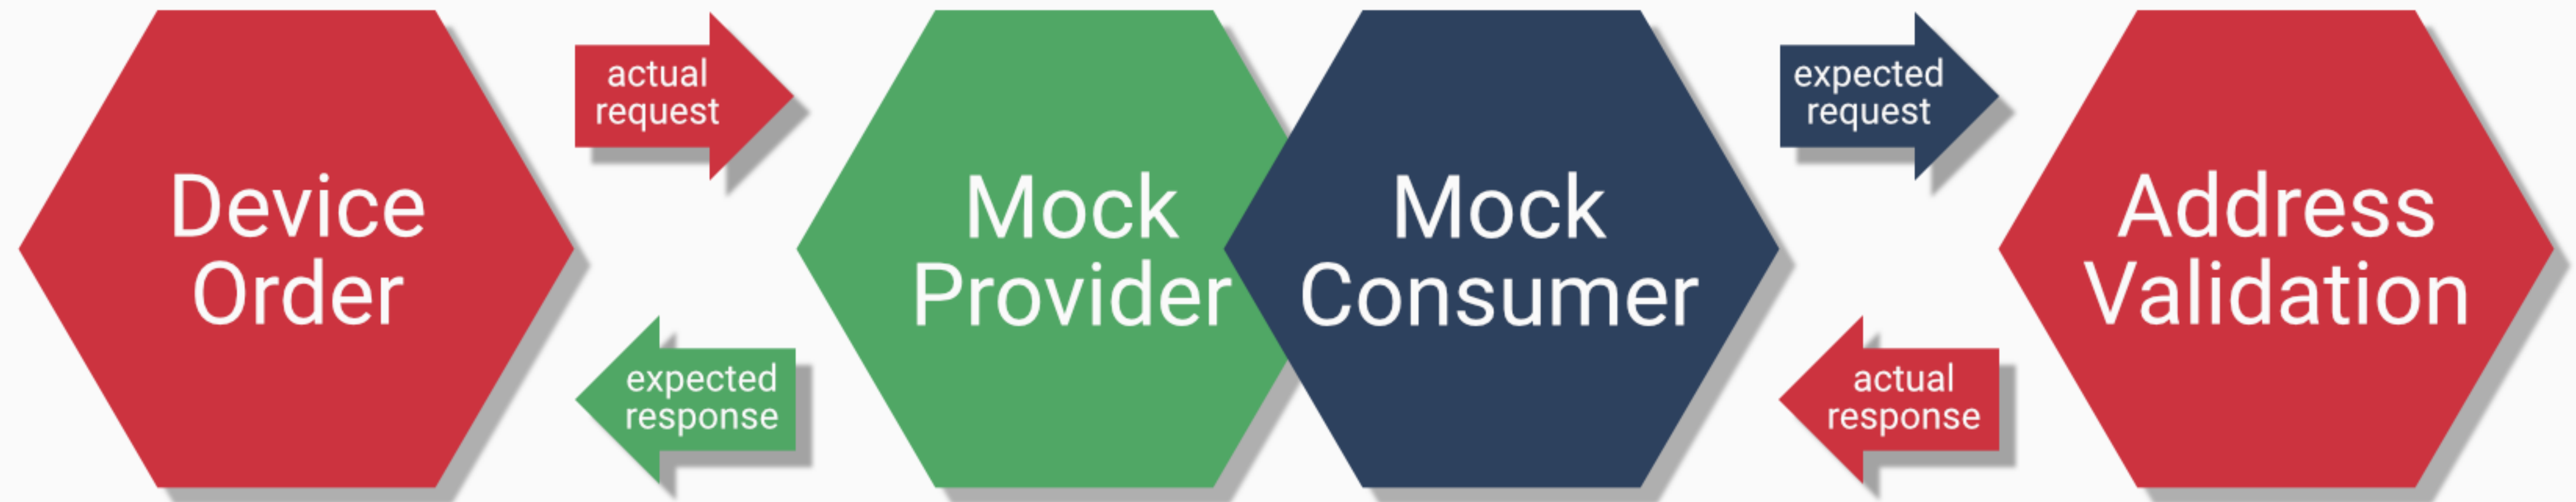 Device
Order
actual
request
expected
response
Mock
Provider
Mock
Consumer
expected
request
actual
response
Address
Validation